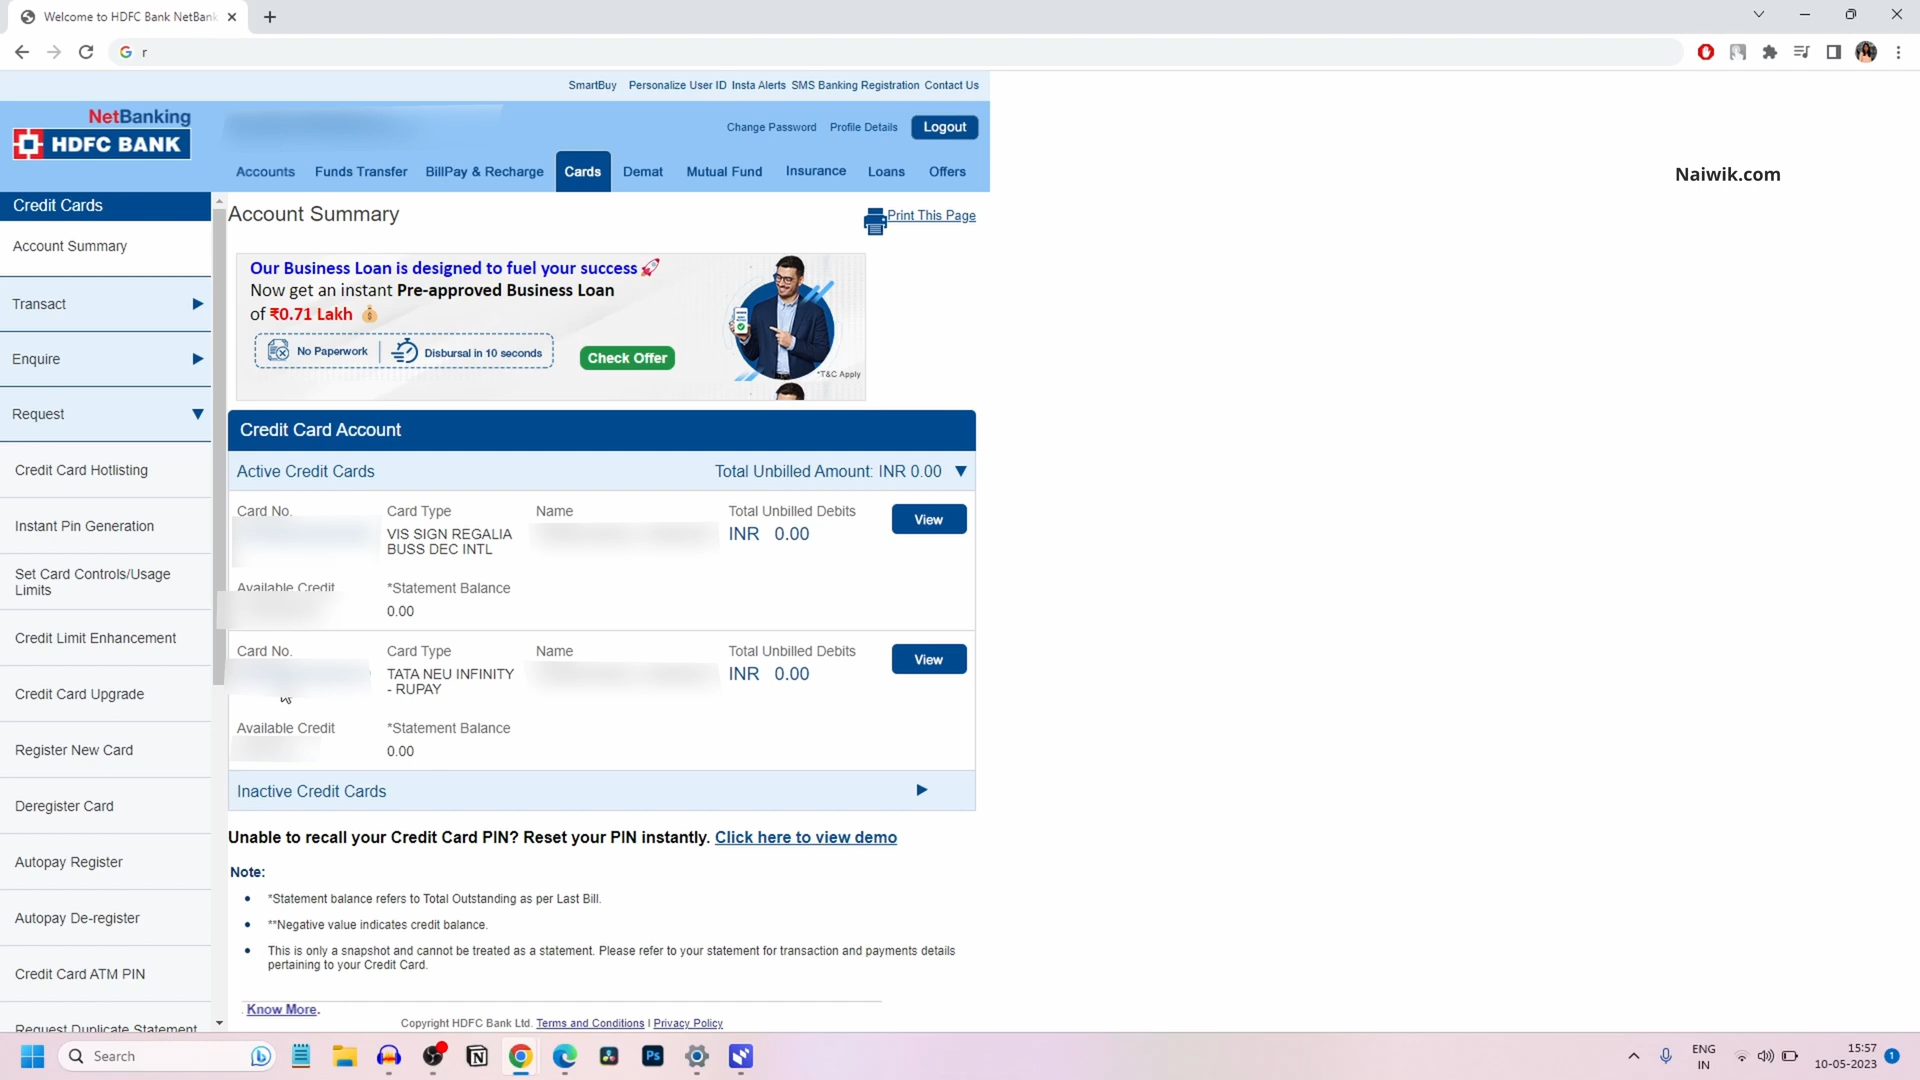 Welcome to HDFC Bank NetBank
r
SmartBuy Personalize User ID Insta Alerts SMS Banking Registration Contact Us
NetBanking
HDFC BANK
Change Password Profile Details Logout
Accounts Funds Transfer BillPay & Recharge Cards Demat Mutual Fund Insurance Loans Offers
Naiwik.com
Credit Cards
Account Summary
Transact
Enquire
Request
Credit Card Hotlisting
Instant Pin Generation
Set Card Controls/Usage
Limits
Credit Limit Enhancement
Credit Card Upgrade
Register New Card
Deregister Card
Autopay Register
Autopay De-register
Credit Card ATM PIN
Request Duplicate Statement
Account Summary
Print This Page
Our Business Loan is designed to fuel your success 🚀
Now get an instant Pre-approved Business Loan
of ₹0.71 Lakh 💰
No Paperwork
Disbursal in 10 seconds
Check Offer
*T&C Apply
Credit Card Account
Active Credit Cards Total Unbilled Amount: INR 0.00
Card No. Card Type Name Total Unbilled Debits View
VIS SIGN REGALIA INR 0.00
BUSS DEC INTL
Available Credit *Statement Balance
0.00
Card No. Card Type Name Total Unbilled Debits View
TATA NEU INFINITY INR 0.00
- RUPAY
Available Credit *Statement Balance
0.00
Inactive Credit Cards
Unable to recall your Credit Card PIN? Reset your PIN instantly. Click here to view demo
Note:
*Statement balance refers to Total Outstanding as per Last Bill.
**Negative value indicates credit balance.
This is only a snapshot and cannot be treated as a statement. Please refer to your statement for transaction and payments details
pertaining to your Credit Card.
. Know More.
Copyright HDFC Bank Ltd. Terms and Conditions | Privacy Policy
Search
Ps
ENG
IN
15:57
10-05-2023
1